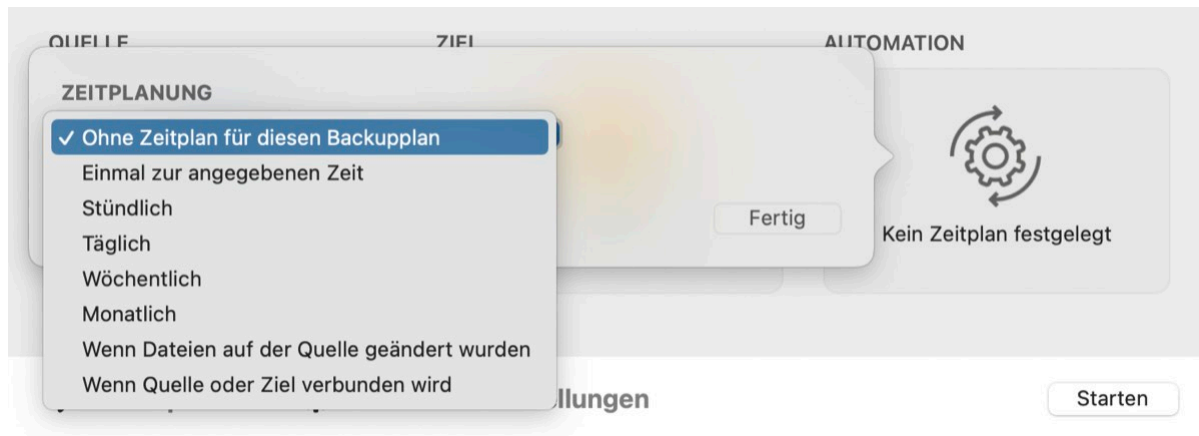 QUELLE ZIEL AUTOMATION
ZEITPLANUNG
✓ Ohne Zeitplan für diesen Backupplan
Einmal zur angegebenen Zeit
Stündlich
Täglich
Wöchentlich
Monatlich
Wenn Dateien auf der Quelle geändert wurden
Wenn Quelle oder Ziel verbunden wird
Fertig
Kein Zeitplan festgelegt
llungen
Starten